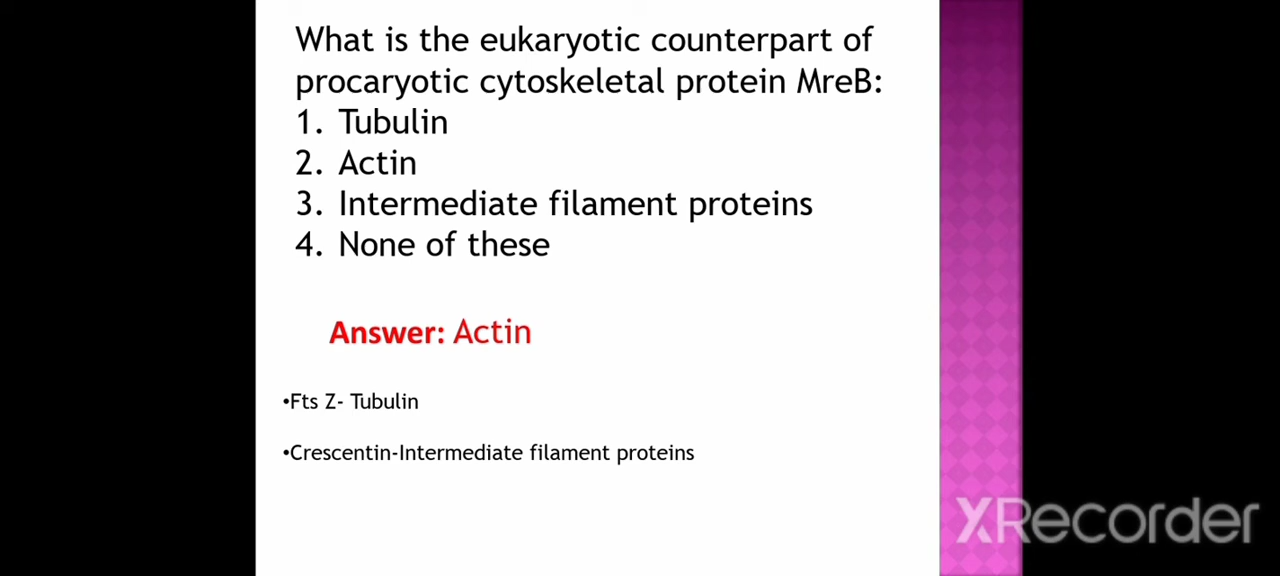 What is the eukaryotic counterpart of
procaryotic cytoskeletal protein MreB:
1. Tubulin
2. Actin
3. Intermediate filament proteins
4. None of these
Answer: Actin
•Fts Z- Tubulin
•Crescentin-Intermediate filament proteins
XRecorder